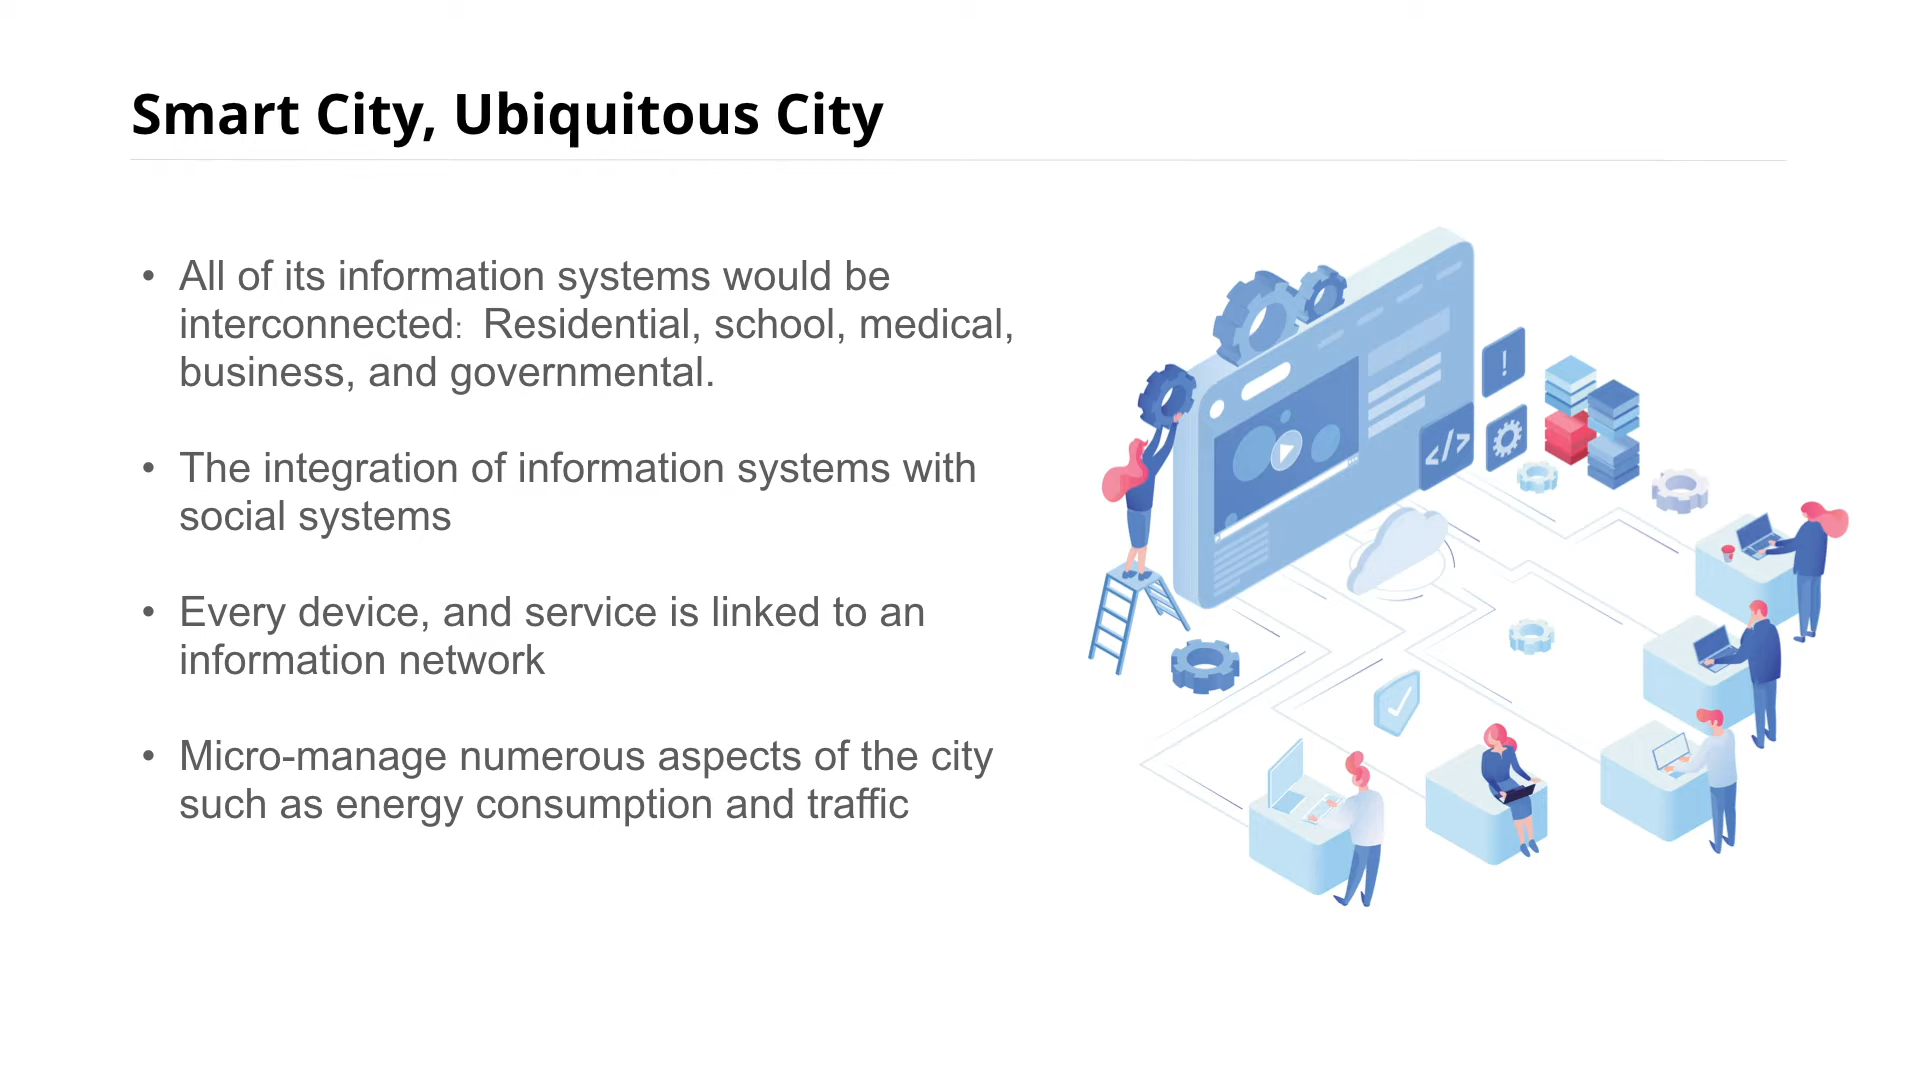 Smart City, Ubiquitous City
• All of its information systems would be
interconnected: Residential, school, medical,
business, and governmental.
• The integration of information systems with
social systems
• Every device, and service is linked to an
information network
• Micro-manage numerous aspects of the city
such as energy consumption and traffic
!
</>